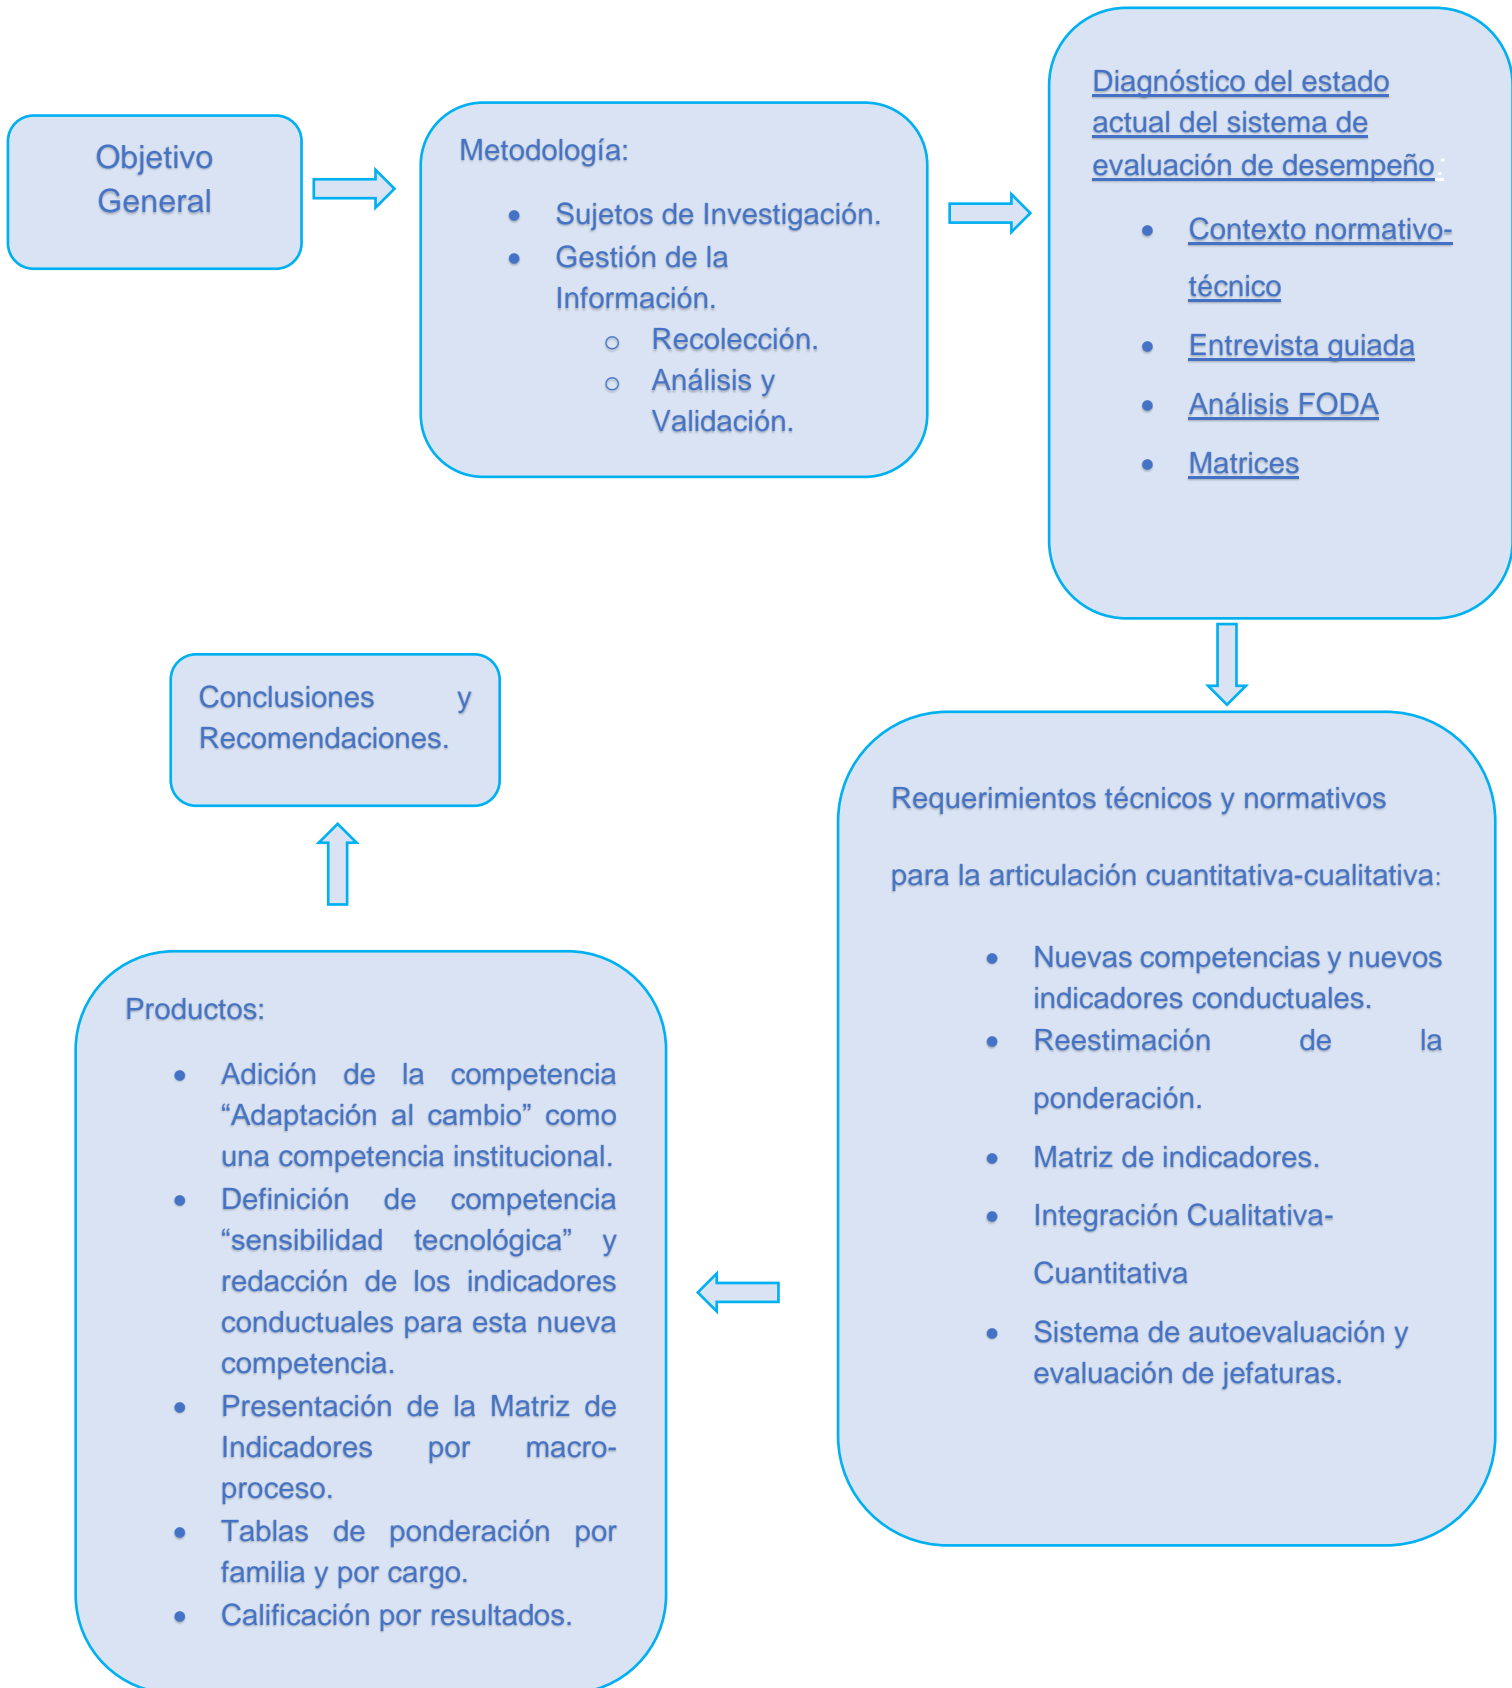 Objetivo
General
Metodología:
• Sujetos de Investigación.
• Gestión de la
Información.
o Recolección.
o Análisis y
Validación.
Diagnóstico del estado
actual del sistema de
evaluación de desempeño:
• Contexto normativo-
técnico
• Entrevista guiada
• Análisis FODA
• Matrices
Requerimientos técnicos y normativos
para la articulación cuantitativa-cualitativa:
• Nuevas competencias y nuevos
indicadores conductuales.
• Reestimación de la
ponderación.
• Matriz de indicadores.
• Integración Cualitativa-
Cuantitativa
• Sistema de autoevaluación y
evaluación de jefaturas.
Productos:
• Adición de la competencia
“Adaptación al cambio” como
una competencia institucional.
• Definición de competencia
“sensibilidad tecnológica” y
redacción de los indicadores
conductuales para esta nueva
competencia.
• Presentación de la Matriz de
Indicadores por macro-
proceso.
• Tablas de ponderación por
familia y por cargo.
• Calificación por resultados.
Conclusiones y
Recomendaciones.